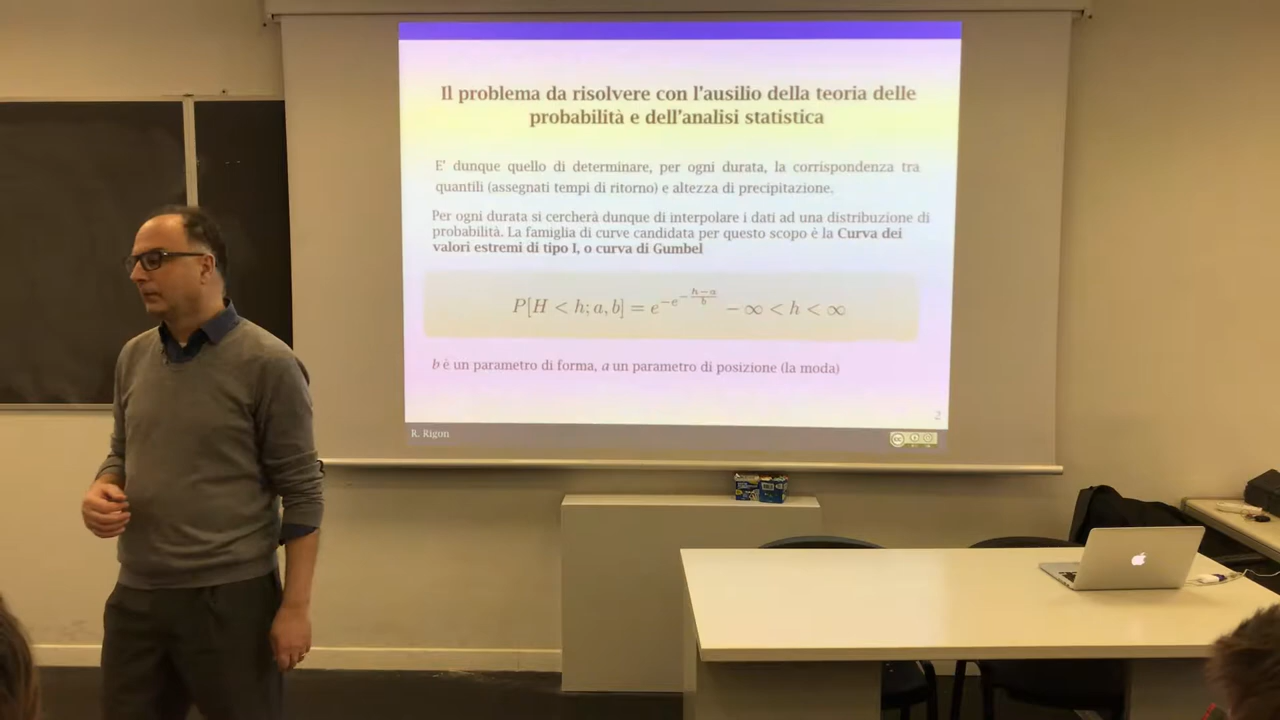 Il problema da risolvere con l'ausilio della teoria delle
probabilità e dell'analisi statistica
E' dunque quello di determinare, per ogni durata, la corrispondenza tra
quantili (assegnati tempi di ritorno) e altezza di precipitazione.
Per ogni durata si cercherà dunque di interpolare i dati ad una distribuzione di
probabilità. La famiglia di curve candidata per questo scopo è la Curva dei
valori estremi di tipo I, o curva di Gumbel
P[H < h; a, b] = e^{-e^{-\frac{h-a}{b}}} - ∞ < h < ∞
b è un parametro di forma, a un parametro di posizione (la moda)
2
R. Rigon
cc